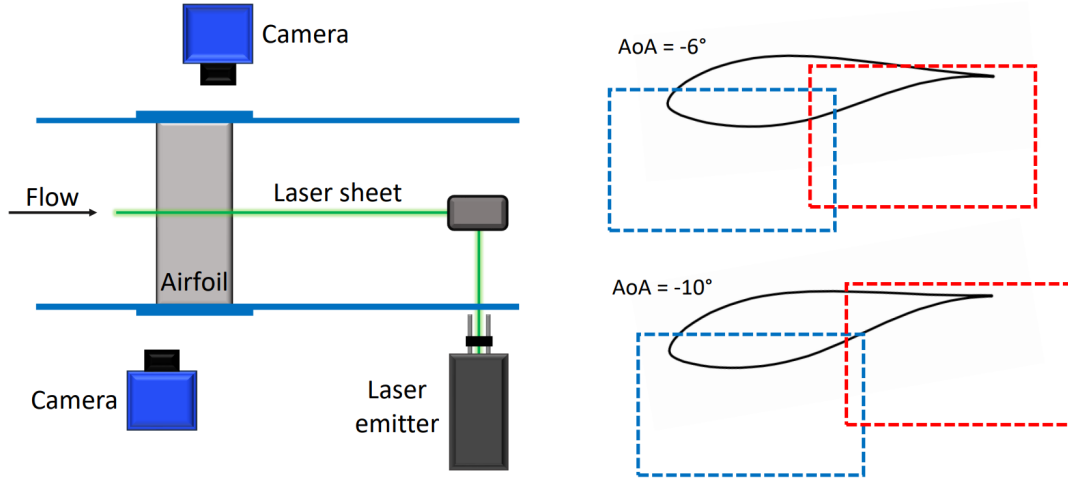 Camera
Flow
Laser sheet
Airfoil
Camera
Laser
emitter
AoA = -6°
AoA = -10°